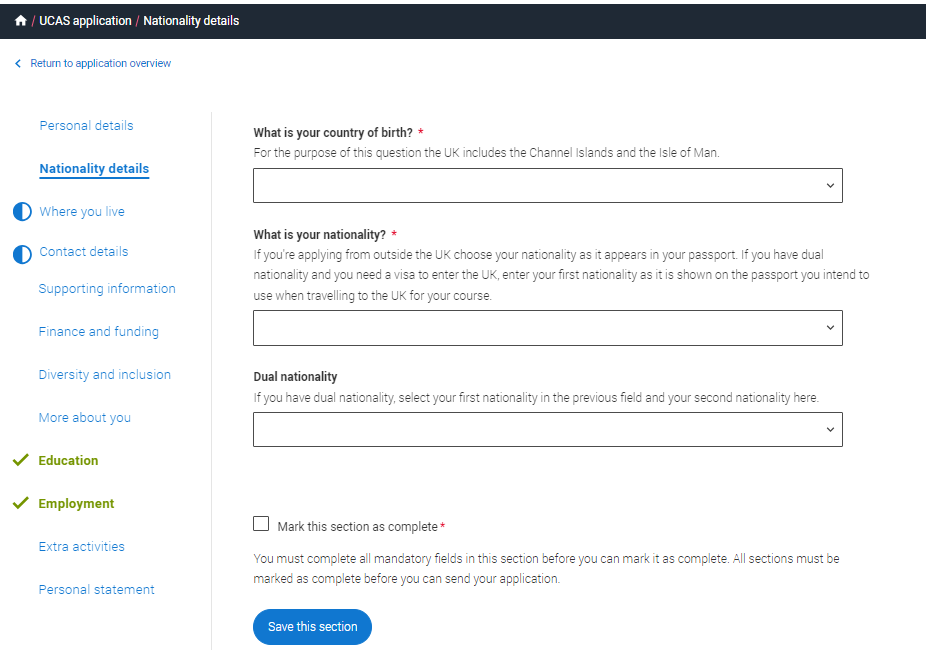 / UCAS application / Nationality details
Return to application overview
Personal details
Nationality details
Where you live
Contact details
Supporting information
Finance and funding
Diversity and inclusion
More about you
Education
Employment
Extra activities
Personal statement
What is your country of birth? *
For the purpose of this question the UK includes the Channel Islands and the Isle of Man.
What is your nationality? *
If you're applying from outside the UK choose your nationality as it appears in your passport. If you have dual
nationality and you need a visa to enter the UK, enter your first nationality as it is shown on the passport you intend to
use when travelling to the UK for your course.
Dual nationality
If you have dual nationality, select your first nationality in the previous field and your second nationality here.
Mark this section as complete*
You must complete all mandatory fields in this section before you can mark it as complete. All sections must be
marked as complete before you can send your application.
Save this section